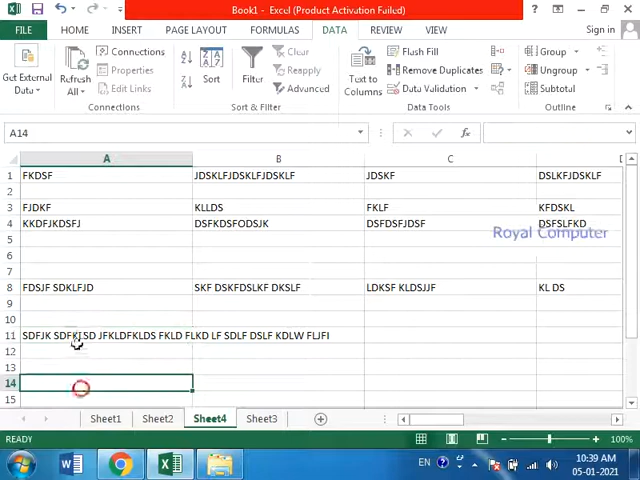 Book1 - Excel (Product Activation Failed)
FILE HOME INSERT PAGE LAYOUT FORMULAS DATA REVIEW VIEW Sign in
Get External Data
Refresh All
Connections
Properties
Edit Links
Connections
Sort
Filter
Clear
Reapply
Advanced
Sort & Filter
Text to Columns
Flash Fill
Remove Duplicates
Data Validation
Data Tools
Group
Ungroup
Subtotal
Outline
A14
A B C D
1 FKDSF JDSKLFJDSKLFJDSKLF JDSKF DSLKFJDSKLF
2
3 FJDKF KLLDS FKLF KFDSKL
4 KKDFJKDSFJ DSFKDSFODSJK DSFDSFJDSF DSFSLFKD
Royal Computer
5
6
7
8 FDSJF SDKLFJD SKF DSKFDSLKF DKSLF LDKSF KLDSJJF KL DS
9
10
11 SDFJK SDFKLSD JFKLDFKLDS FKLD FLKD LF SDLF DSLF KDLW FLJFI
12
13
14
15
Sheet1 Sheet2 Sheet4 Sheet3
READY 100%
EN 10:39 AM
05-01-2021